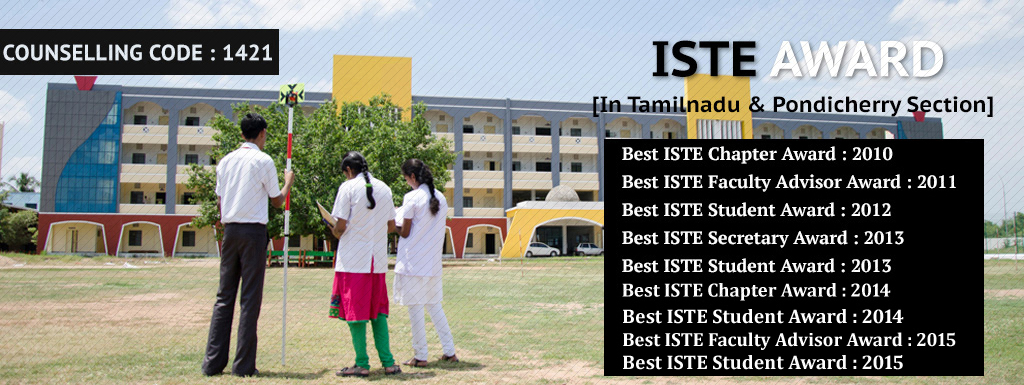 COUNSELLING CODE : 1421
ISTE AWARD
[In Tamilnadu & Pondicherry Section]
Best ISTE Chapter Award : 2010
Best ISTE Faculty Advisor Award : 2011
Best ISTE Student Award : 2012
Best ISTE Secretary Award : 2013
Best ISTE Student Award : 2013
Best ISTE Chapter Award : 2014
Best ISTE Student Award : 2014
Best ISTE Faculty Advisor Award : 2015
Best ISTE Student Award : 2015